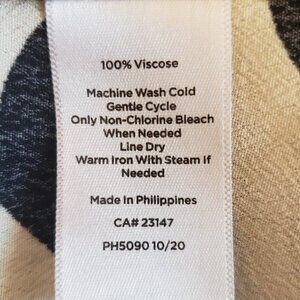 100% Viscose
Machine Wash Cold
Gentle Cycle
Only Non-Chlorine Bleach
When Needed
Line Dry
Warm Iron With Steam If
Needed
Made In Philippines
CA# 23147
PH5090 10/20